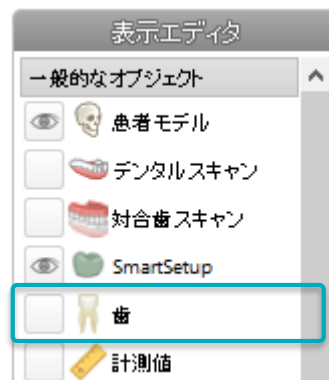 表示エディタ
一般的なオブジェクト
患者モデル
デンタルスキャン
対合歯スキャン
SmartSetup
歯
計測値